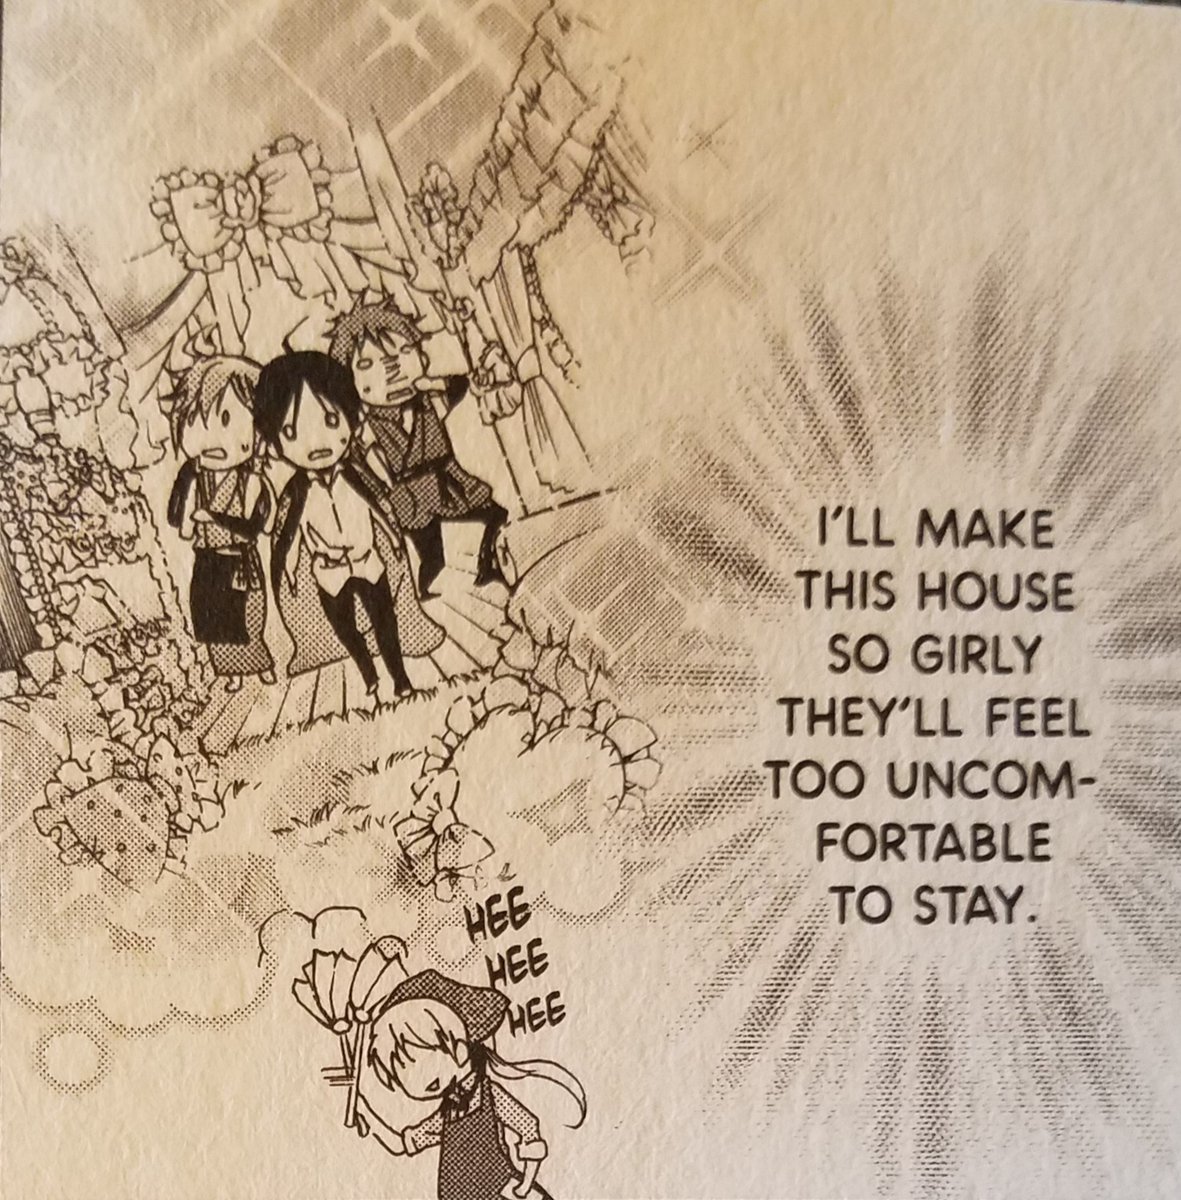 I'LL MAKE
THIS HOUSE
SO GIRLY
THEY'LL FEEL
TOO UNCOM-
FORTABLE
TO STAY.
HEE
HEE
HEE